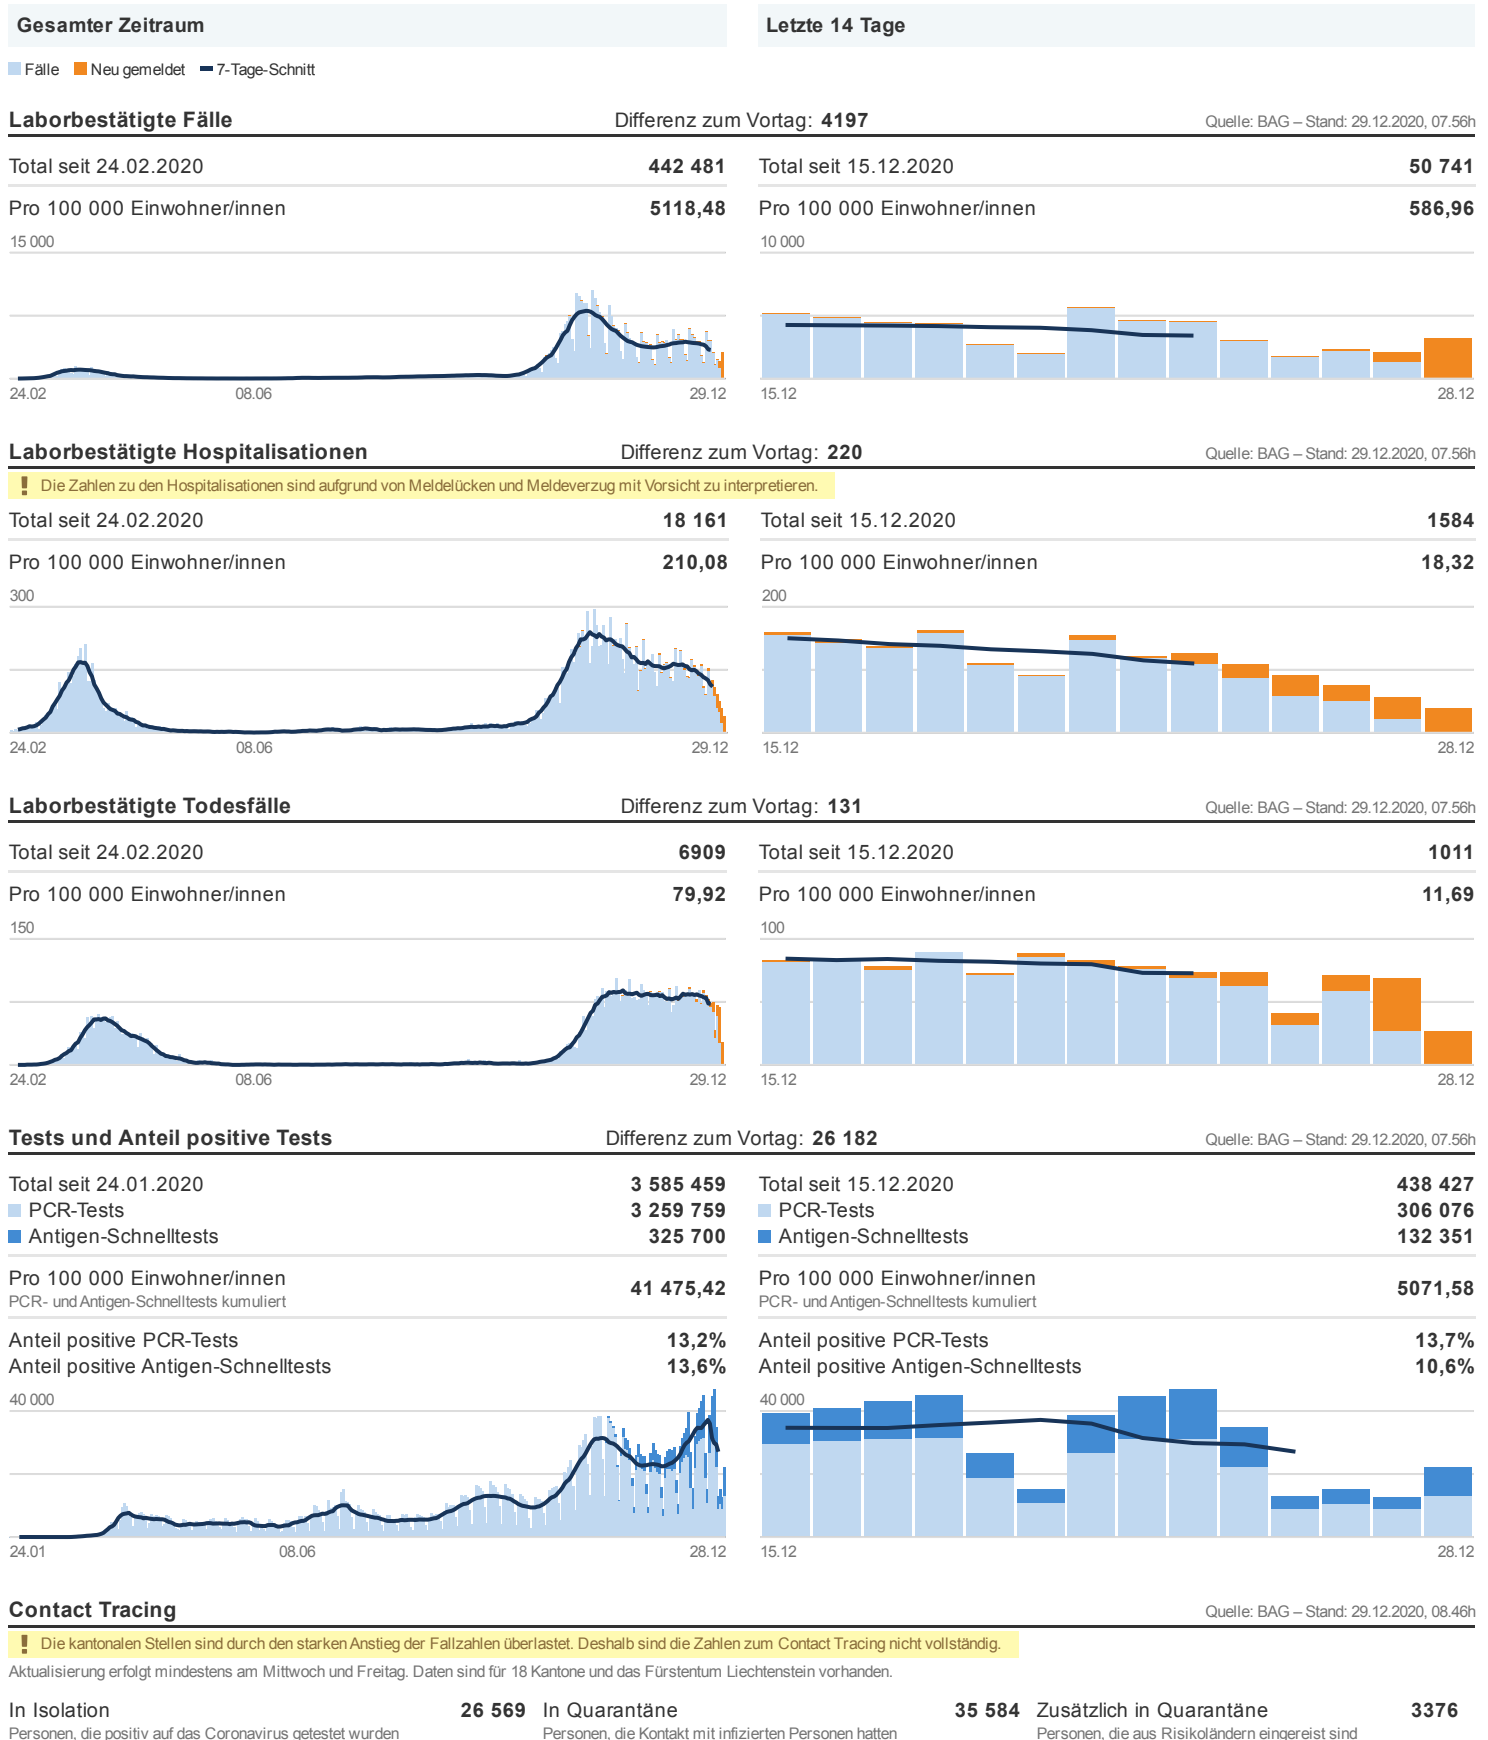 Gesamter Zeitraum
Letzte 14 Tage
Fälle Neu gemeldet 7-Tage-Schnitt
Laborbestätigte Fälle Differenz zum Vortag: 4197 Quelle: BAG – Stand: 29.12.2020, 07.56h
Total seit 24.02.2020 442 481
Total seit 15.12.2020 50 741
Pro 100 000 Einwohner/innen 5118,48
Pro 100 000 Einwohner/innen 586,96
15 000
10 000
24.02 08.06 29.12
15.12 28.12
Laborbestätigte Hospitalisationen Differenz zum Vortag: 220 Quelle: BAG – Stand: 29.12.2020, 07.56h
! Die Zahlen zu den Hospitalisationen sind aufgrund von Meldelücken und Meldeverzug mit Vorsicht zu interpretieren.
Total seit 24.02.2020 18 161
Total seit 15.12.2020 1584
Pro 100 000 Einwohner/innen 210,08
Pro 100 000 Einwohner/innen 18,32
300
200
24.02 08.06 29.12
15.12 28.12
Laborbestätigte Todesfälle Differenz zum Vortag: 131 Quelle: BAG – Stand: 29.12.2020, 07.56h
Total seit 24.02.2020 6909
Total seit 15.12.2020 1011
Pro 100 000 Einwohner/innen 79,92
Pro 100 000 Einwohner/innen 11,69
150
100
24.02 08.06 29.12
15.12 28.12
Tests und Anteil positive Tests Differenz zum Vortag: 26 182 Quelle: BAG – Stand: 29.12.2020, 07.56h
Total seit 24.01.2020 3 585 459
PCR-Tests 3 259 759
Antigen-Schnelltests 325 700
Total seit 15.12.2020 438 427
PCR-Tests 306 076
Antigen-Schnelltests 132 351
Pro 100 000 Einwohner/innen 41 475,42
PCR- und Antigen-Schnelltests kumuliert
Pro 100 000 Einwohner/innen 5071,58
PCR- und Antigen-Schnelltests kumuliert
Anteil positive PCR-Tests 13,2%
Anteil positive Antigen-Schnelltests 13,6%
Anteil positive PCR-Tests 13,7%
Anteil positive Antigen-Schnelltests 10,6%
40 000
40 000
24.01 08.06 28.12
15.12 28.12
Contact Tracing Quelle: BAG – Stand: 29.12.2020, 08.46h
! Die kantonalen Stellen sind durch den starken Anstieg der Fallzahlen überlastet. Deshalb sind die Zahlen zum Contact Tracing nicht vollständig.
Aktualisierung erfolgt mindestens am Mittwoch und Freitag. Daten sind für 18 Kantone und das Fürstentum Liechtenstein vorhanden.
In Isolation 26 569
Personen, die positiv auf das Coronavirus getestet wurden
In Quarantäne 35 584
Personen, die Kontakt mit infizierten Personen hatten
Zusätzlich in Quarantäne 3376
Personen, die aus Risikoländern eingereist sind